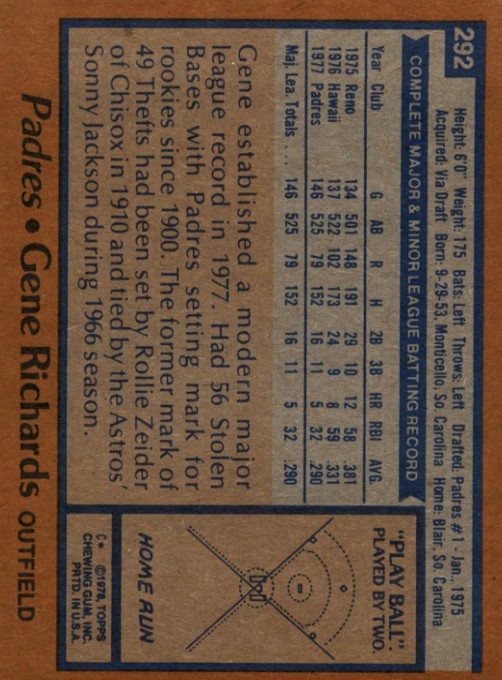 292
Height: 6'0" Weight: 175 Bats: Left Throws: Left Drafted: Padres #1 - Jan., 1975
Acquired: Via Draft Born: 9-29-53, Monticello, So. Carolina Home: Blair, So. Carolina
COMPLETE MAJOR & MINOR LEAGUE BATTING RECORD
Year Club G AB R H 2B 3B HR RBI AVG.
1975 Reno 134 501 148 191 29 10 12 58 .381
1976 Hawaii 137 522 102 173 24 9 8 59 .331
1977 Padres 146 525 79 152 16 11 5 32 .290
Maj. Lea. Totals . . . 146 525 79 152 16 11 5 32 .290
Gene established a modern major
league record in 1977. Had 56 Stolen
Bases with Padres setting mark for
rookies since 1900. The former mark of
49 Thefts had been set by Rollie Zeider
of Chisox in 1910 and tied by the Astros'
Sonny Jackson during 1966 season.
"PLAY BALL".
PLAYED BY TWO.
HOME RUN
C* ©1978 TOPPS
CHEWING GUM, INC.
PRTD. IN U.S.A.
Padres • Gene Richards OUTFIELD